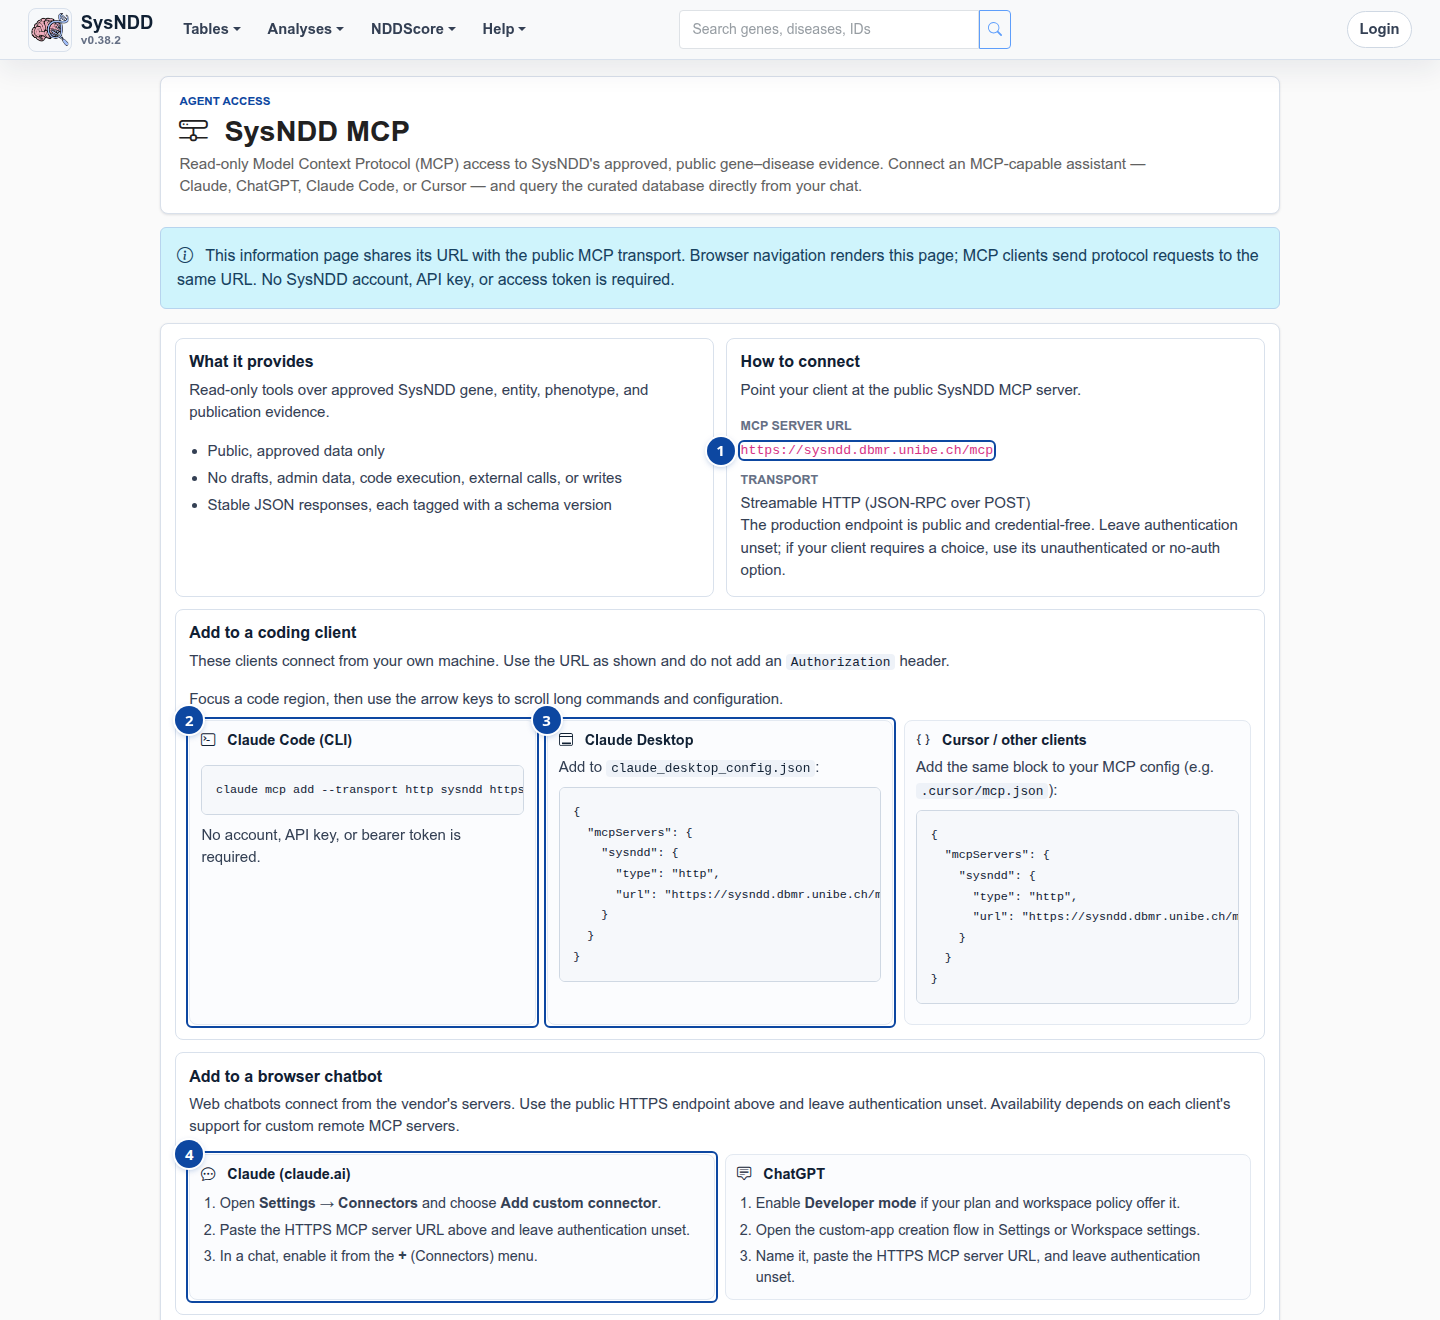 SysNDD
v0.38.2
Tables
Analyses
NDDScore
Help
Search genes, diseases, IDs
Login
AGENT ACCESS
SysNDD MCP
Read-only Model Context Protocol (MCP) access to SysNDD's approved, public gene–disease evidence. Connect an MCP-capable assistant —
Claude, ChatGPT, Claude Code, or Cursor — and query the curated database directly from your chat.
This information page shares its URL with the public MCP transport. Browser navigation renders this page; MCP clients send protocol requests to the
same URL. No SysNDD account, API key, or access token is required.
What it provides
Read-only tools over approved SysNDD gene, entity, phenotype, and
publication evidence.
• Public, approved data only
• No drafts, admin data, code execution, external calls, or writes
• Stable JSON responses, each tagged with a schema version
How to connect
Point your client at the public SysNDD MCP server.
MCP SERVER URL
1
https://sysndd.dbmr.unibe.ch/mcp
TRANSPORT
Streamable HTTP (JSON-RPC over POST)
The production endpoint is public and credential-free. Leave authentication
unset; if your client requires a choice, use its unauthenticated or no-auth
option.
Add to a coding client
These clients connect from your own machine. Use the URL as shown and do not add an Authorization header.
Focus a code region, then use the arrow keys to scroll long commands and configuration.
2
Claude Code (CLI)
claude mcp add --transport http sysndd https
No account, API key, or bearer token is
required.
3
Claude Desktop
Add to claude_desktop_config.json:
{
"mcpServers": {
"sysndd": {
"type": "http",
"url": "https://sysndd.dbmr.unibe.ch/m
}
}
}
{ } Cursor / other clients
Add the same block to your MCP config (e.g.
.cursor/mcp.json):
{
"mcpServers": {
"sysndd": {
"type": "http",
"url": "https://sysndd.dbmr.unibe.ch/m
}
}
}
Add to a browser chatbot
Web chatbots connect from the vendor's servers. Use the public HTTPS endpoint above and leave authentication unset. Availability depends on each client's
support for custom remote MCP servers.
4
Claude (claude.ai)
1. Open Settings → Connectors and choose Add custom connector.
2. Paste the HTTPS MCP server URL above and leave authentication unset.
3. In a chat, enable it from the + (Connectors) menu.
ChatGPT
1. Enable Developer mode if your plan and workspace policy offer it.
2. Open the custom-app creation flow in Settings or Workspace settings.
3. Name it, paste the HTTPS MCP server URL, and leave authentication
unset.